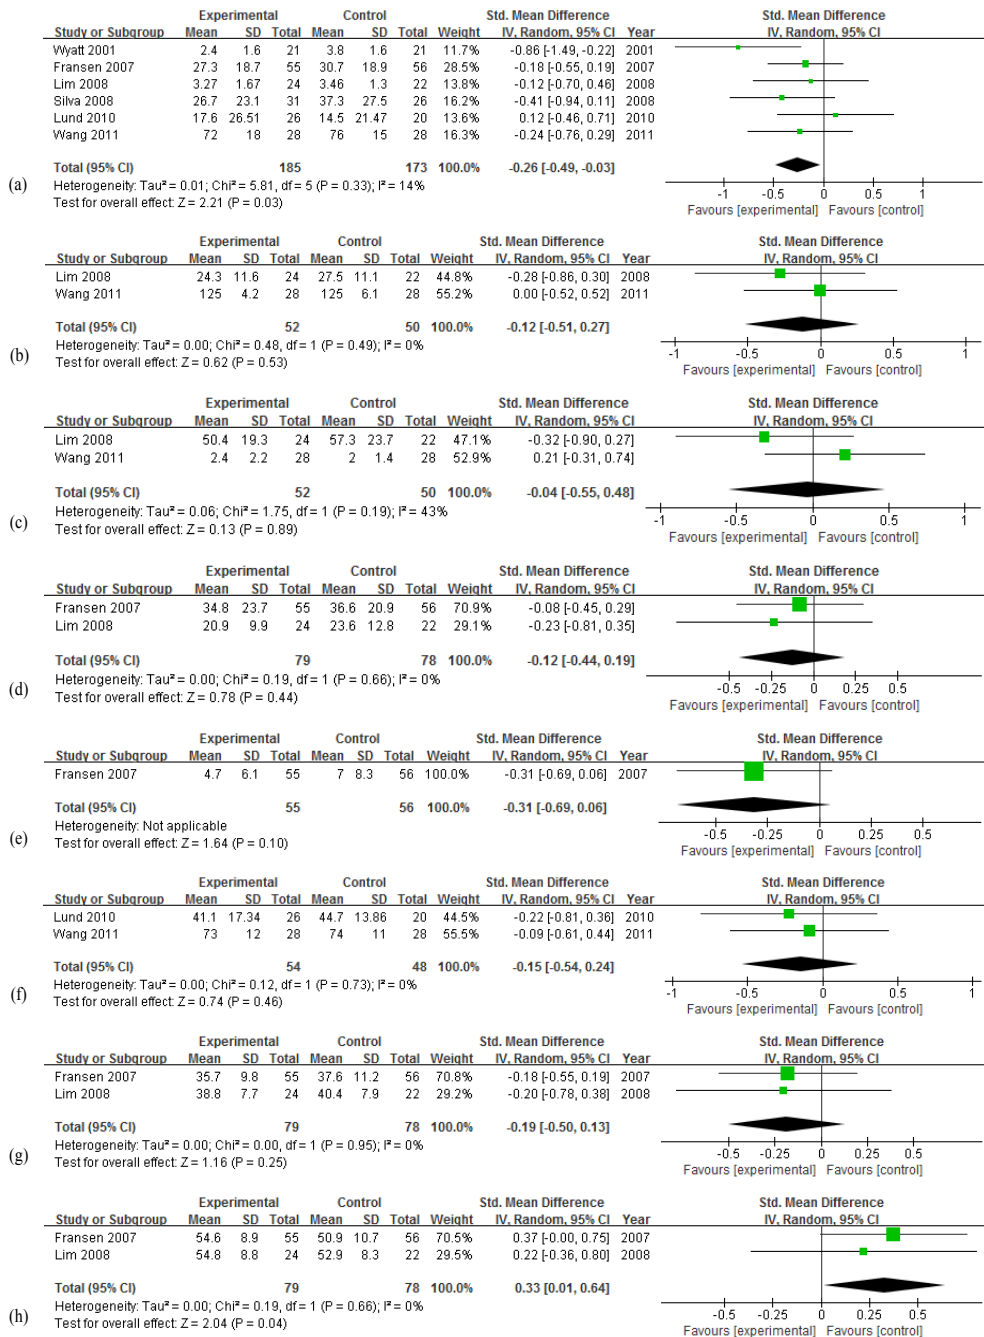 Experimental Control Std. Mean Difference Std. Mean Difference
Study or Subgroup Mean SD Total Mean SD Total Weight IV, Random, 95% CI Year IV, Random, 95% CI
Wyatt 2001 2.4 1.6 21 3.8 1.6 21 11.7% -0.86 [-1.49, -0.22] 2001
Fransen 2007 27.3 18.7 55 30.7 18.9 56 28.5% -0.18 [-0.55, 0.19] 2007
Lim 2008 3.27 1.67 24 3.46 1.3 22 13.8% -0.12 [-0.70, 0.46] 2008
Silva 2008 26.7 23.1 31 37.3 27.5 26 16.2% -0.41 [-0.94, 0.11] 2008
Lund 2010 17.6 26.51 26 14.5 21.47 20 13.6% 0.12 [-0.46, 0.71] 2010
Wang 2011 72 18 28 76 15 28 16.3% -0.24 [-0.76, 0.29] 2011
Total (95% CI) 185 173 100.0% -0.26 [-0.49, -0.03]
(a) Heterogeneity: Tau² = 0.01; Chi² = 5.81, df = 5 (P = 0.33); I² = 14%
Test for overall effect: Z = 2.21 (P = 0.03)
-1 -0.5 0 0.5 1
Favours [experimental] Favours [control]
Experimental Control Std. Mean Difference Std. Mean Difference
Study or Subgroup Mean SD Total Mean SD Total Weight IV, Random, 95% CI Year IV, Random, 95% CI
Lim 2008 24.3 11.6 24 27.5 11.1 22 44.8% -0.28 [-0.86, 0.30] 2008
Wang 2011 125 4.2 28 125 6.1 28 55.2% 0.00 [-0.52, 0.52] 2011
Total (95% CI) 52 50 100.0% -0.12 [-0.51, 0.27]
(b) Heterogeneity: Tau² = 0.00; Chi² = 0.48, df = 1 (P = 0.49); I² = 0%
Test for overall effect: Z = 0.62 (P = 0.53)
-1 -0.5 0 0.5 1
Favours [experimental] Favours [control]
Experimental Control Std. Mean Difference Std. Mean Difference
Study or Subgroup Mean SD Total Mean SD Total Weight IV, Random, 95% CI IV, Random, 95% CI
Lim 2008 50.4 19.3 24 57.3 23.7 22 47.1% -0.32 [-0.90, 0.27]
Wang 2011 2.4 2.2 28 2 1.4 28 52.9% 0.21 [-0.31, 0.74]
Total (95% CI) 52 50 100.0% -0.04 [-0.55, 0.48]
(c) Heterogeneity: Tau² = 0.06; Chi² = 1.75, df = 1 (P = 0.19); I² = 43%
Test for overall effect: Z = 0.13 (P = 0.89)
-1 -0.5 0 0.5 1
Favours [experimental] Favours [control]
Experimental Control Std. Mean Difference Std. Mean Difference
Study or Subgroup Mean SD Total Mean SD Total Weight IV, Random, 95% CI IV, Random, 95% CI
Fransen 2007 34.8 23.7 55 36.6 20.9 56 70.9% -0.08 [-0.45, 0.29]
Lim 2008 20.9 9.9 24 23.6 12.8 22 29.1% -0.23 [-0.81, 0.35]
Total (95% CI) 79 78 100.0% -0.12 [-0.44, 0.19]
(d) Heterogeneity: Tau² = 0.00; Chi² = 0.19, df = 1 (P = 0.66); I² = 0%
Test for overall effect: Z = 0.78 (P = 0.44)
-0.5 -0.25 0 0.25 0.5
Favours [experimental] Favours [control]
Experimental Control Std. Mean Difference Std. Mean Difference
Study or Subgroup Mean SD Total Mean SD Total Weight IV, Random, 95% CI Year IV, Random, 95% CI
Fransen 2007 4.7 6.1 55 7 8.3 56 100.0% -0.31 [-0.69, 0.06] 2007
Total (95% CI) 55 56 100.0% -0.31 [-0.69, 0.06]
Heterogeneity: Not applicable
(e) Test for overall effect: Z = 1.64 (P = 0.10)
-0.5 -0.25 0 0.25 0.5
Favours [experimental] Favours [control]
Experimental Control Std. Mean Difference Std. Mean Difference
Study or Subgroup Mean SD Total Mean SD Total Weight IV, Random, 95% CI Year IV, Random, 95% CI
Lund 2010 41.1 17.34 26 44.7 13.86 20 44.5% -0.22 [-0.81, 0.36] 2010
Wang 2011 73 12 28 74 11 28 55.5% -0.09 [-0.61, 0.44] 2011
Total (95% CI) 54 48 100.0% -0.15 [-0.54, 0.24]
(f) Heterogeneity: Tau² = 0.00; Chi² = 0.12, df = 1 (P = 0.73); I² = 0%
Test for overall effect: Z = 0.74 (P = 0.46)
-1 -0.5 0 0.5 1
Favours [experimental] Favours [control]
Experimental Control Std. Mean Difference Std. Mean Difference
Study or Subgroup Mean SD Total Mean SD Total Weight IV, Random, 95% CI Year IV, Random, 95% CI
Fransen 2007 35.7 9.8 55 37.6 11.2 56 70.8% -0.18 [-0.55, 0.19] 2007
Lim 2008 38.8 7.7 24 40.4 7.9 22 29.2% -0.20 [-0.78, 0.38] 2008
Total (95% CI) 79 78 100.0% -0.19 [-0.50, 0.13]
(g) Heterogeneity: Tau² = 0.00; Chi² = 0.00, df = 1 (P = 0.95); I² = 0%
Test for overall effect: Z = 1.16 (P = 0.25)
-0.5 -0.25 0 0.25 0.5
Favours [experimental] Favours [control]
Experimental Control Std. Mean Difference Std. Mean Difference
Study or Subgroup Mean SD Total Mean SD Total Weight IV, Random, 95% CI Year IV, Random, 95% CI
Fransen 2007 54.6 8.9 55 50.9 10.7 56 70.5% 0.37 [-0.00, 0.75] 2007
Lim 2008 54.8 8.8 24 52.9 8.3 22 29.5% 0.22 [-0.36, 0.80] 2008
Total (95% CI) 79 78 100.0% 0.33 [0.01, 0.64]
(h) Heterogeneity: Tau² = 0.00; Chi² = 0.19, df = 1 (P = 0.66); I² = 0%
Test for overall effect: Z = 2.04 (P = 0.04)
-0.5 -0.25 0 0.25 0.5
Favours [experimental] Favours [control]